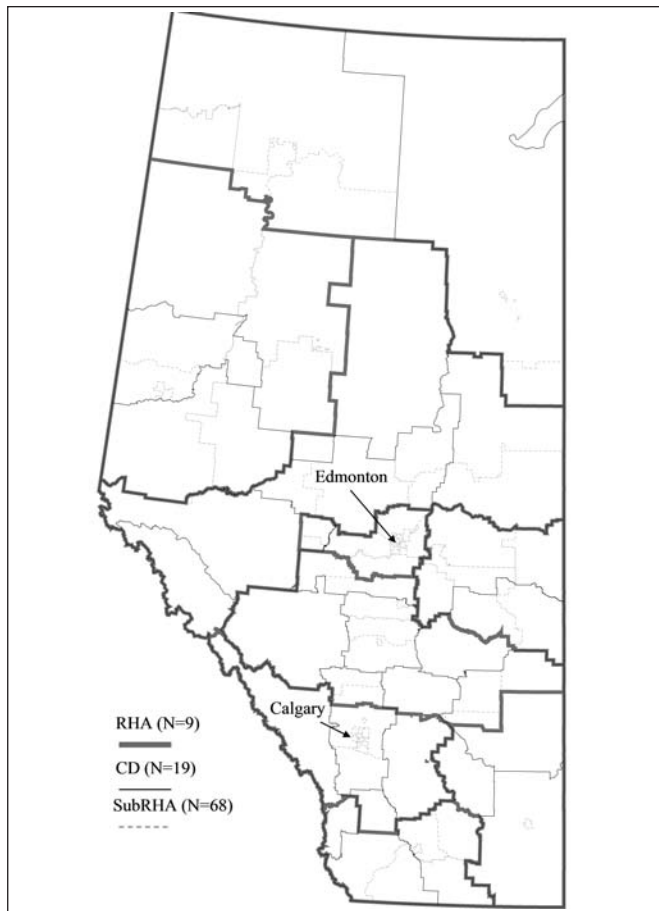 Edmonton
Calgary
RHA (N=9)
CD (N=19)
SubRHA (N=68)